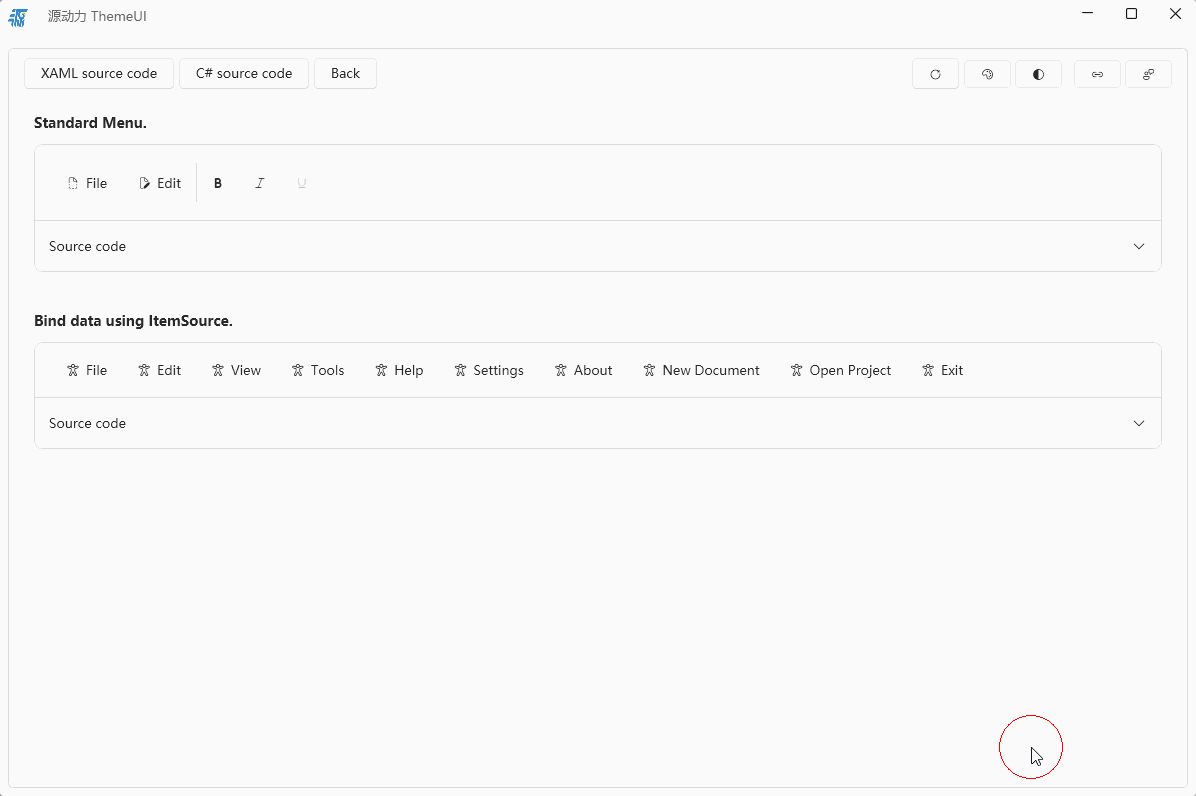 源动力 ThemeUI
XAML source code C# source code Back
Standard Menu.
File Edit B I U
Source code
Bind data using ItemSource.
File Edit View Tools Help Settings About New Document Open Project Exit
Source code